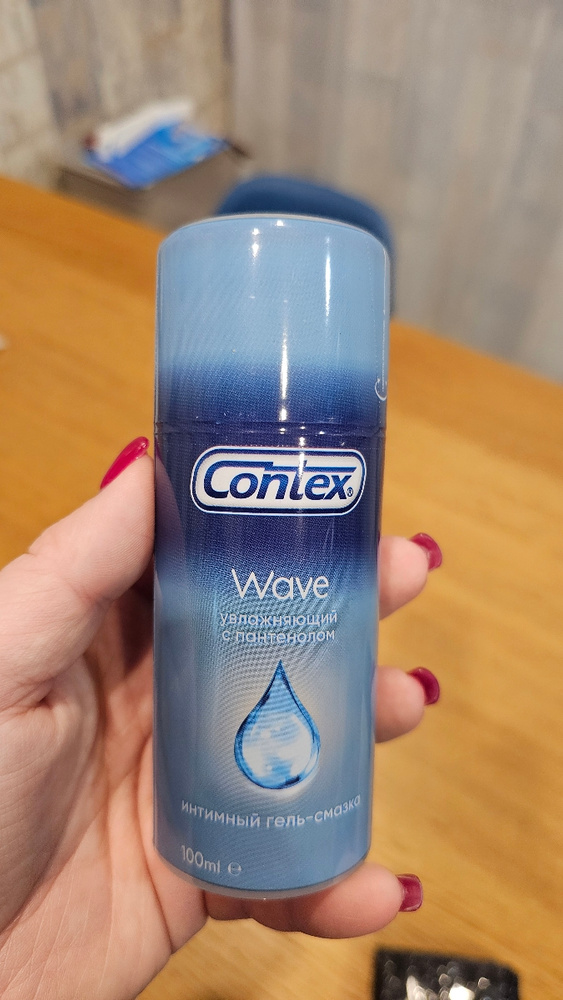 Contex®
Wave
увлажняющий
с пантенолом
интимный гель-смазка
100ml ℮